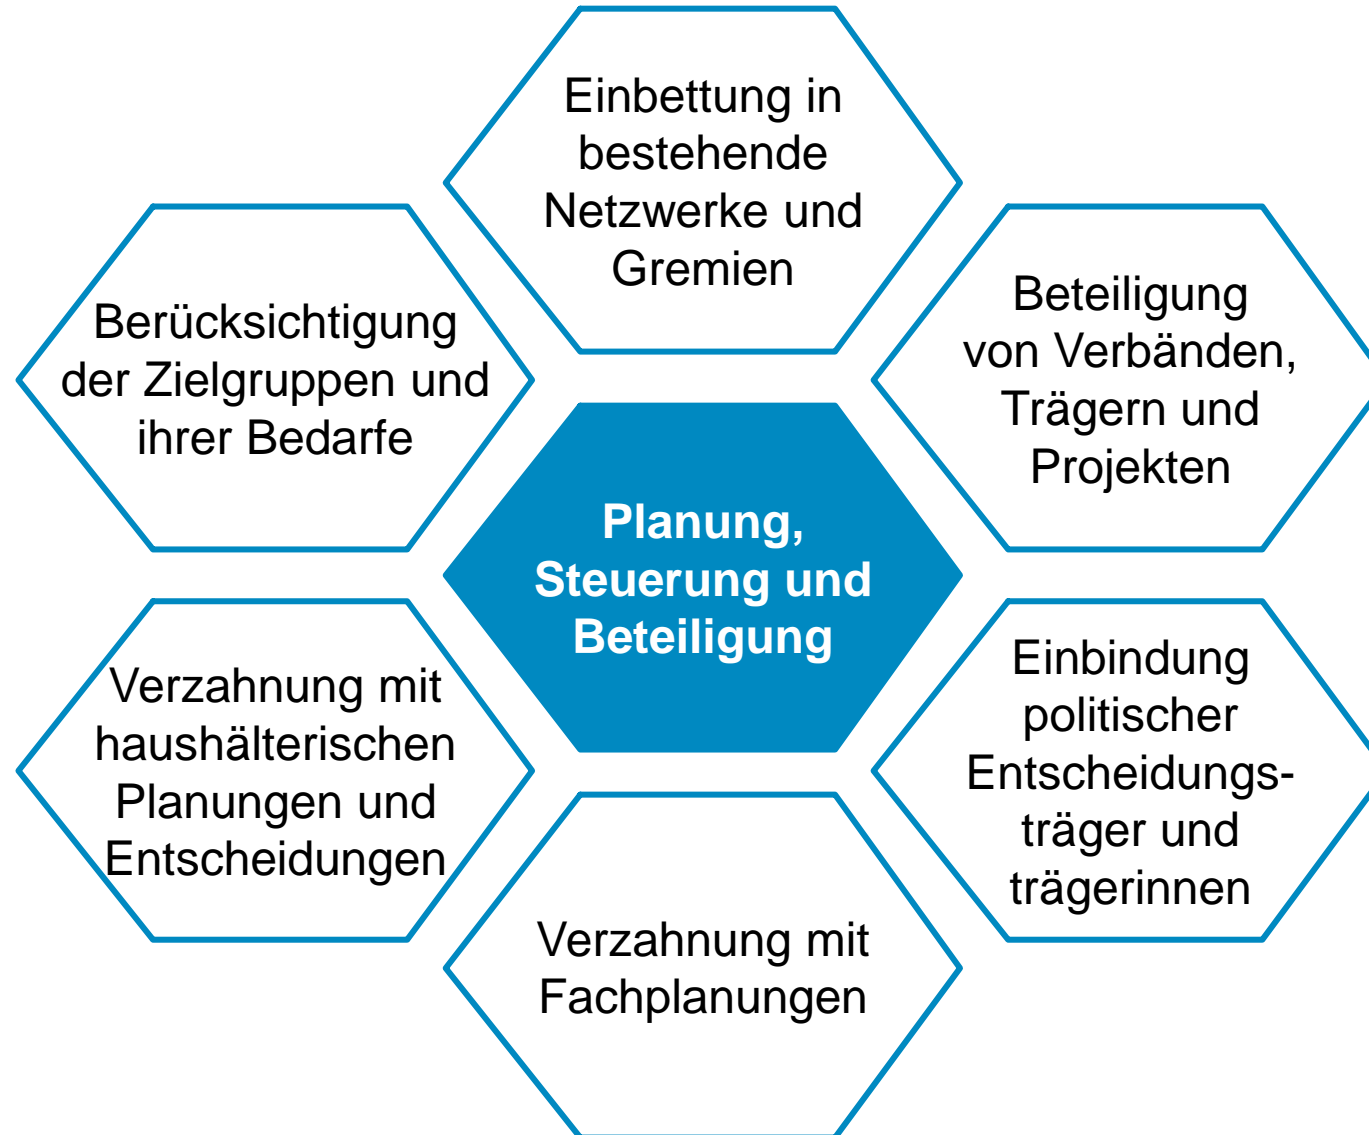 Einbettung in
bestehende
Netzwerke und
Gremien
Beteiligung
von Verbänden,
Trägern und
Projekten
Berücksichtigung
der Zielgruppen und
ihrer Bedarfe
Planung,
Steuerung und
Beteiligung
Einbindung
politischer
Entscheidungs-
träger und
trägerinnen
Verzahnung mit
haushälterischen
Planungen und
Entscheidungen
Verzahnung mit
Fachplanungen